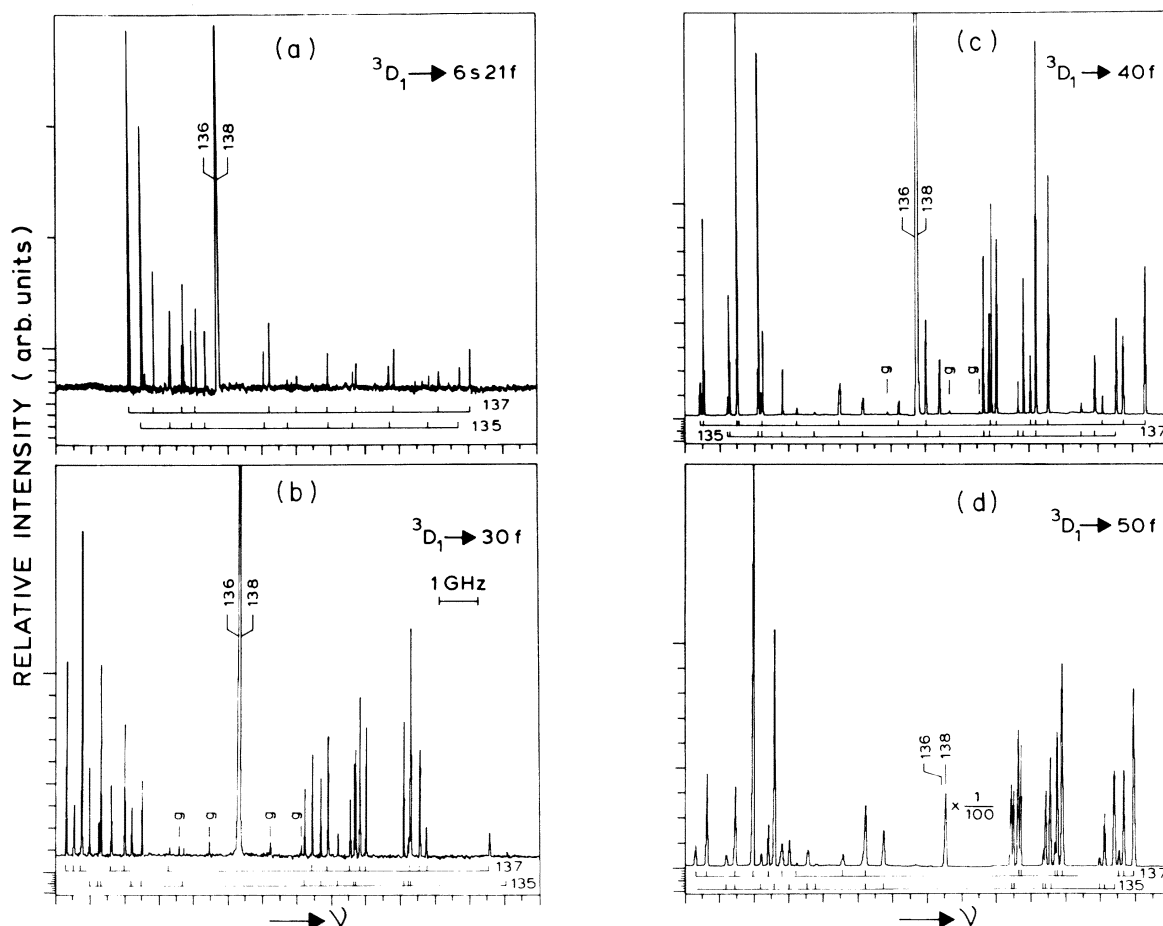 RELATIVE INTENSITY (arb. units)
(a)
³D₁ → 6s 21f
136
138
137
135
(b)
³D₁ → 30f
1 GHz
136
138
g
g
g
g
137
135
→ ν
(c)
³D₁ → 40f
136
138
g
g
g
135
137
(d)
³D₁ → 50f
136
138
× 1/100
137
135
→ ν